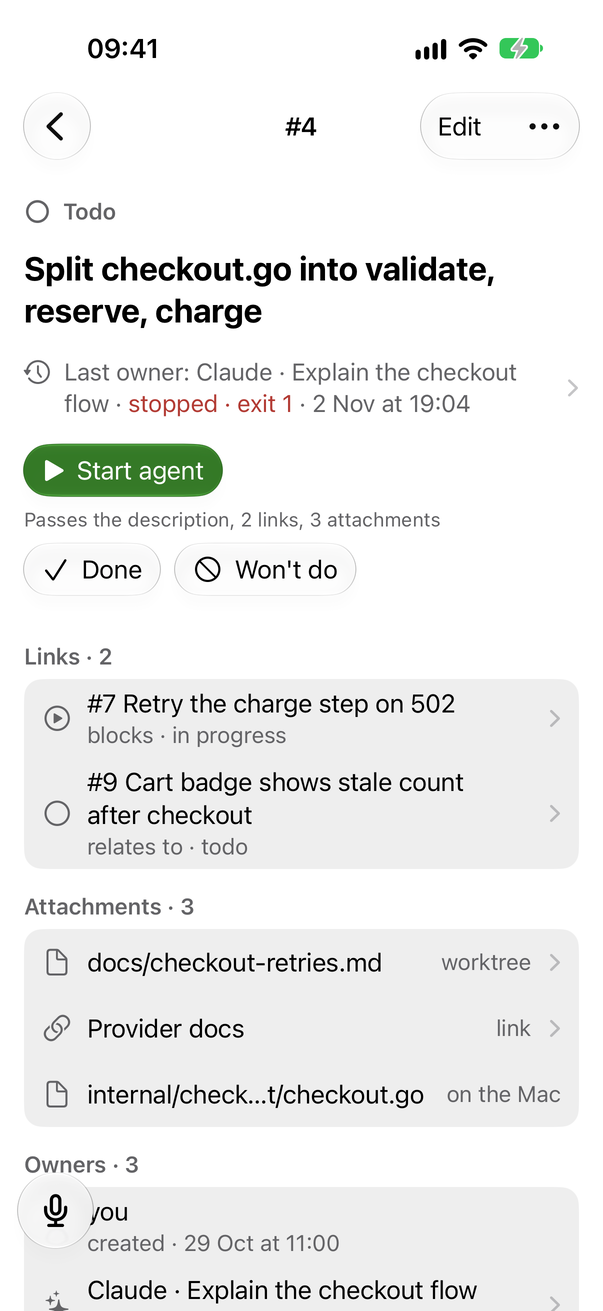 09:41
#4
Edit
Todo
Split checkout.go into validate,
reserve, charge
Last owner: Claude · Explain the checkout
flow · stopped · exit 1 · 2 Nov at 19:04
Start agent
Passes the description, 2 links, 3 attachments
Done
Won't do
Links · 2
#7 Retry the charge step on 502
blocks · in progress
#9 Cart badge shows stale count
after checkout
relates to · todo
Attachments · 3
docs/checkout-retries.md
worktree
Provider docs
link
internal/check…t/checkout.go
on the Mac
Owners · 3
you
created · 29 Oct at 11:00
Claude · Explain the checkout flow